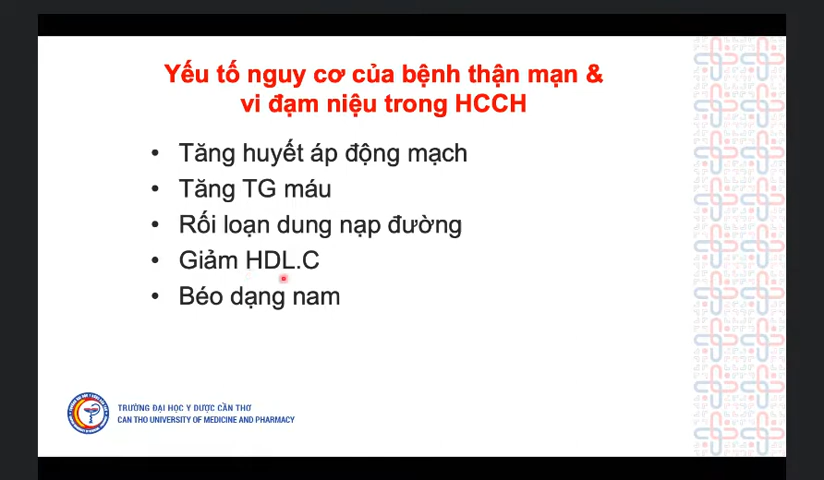 Yếu tố nguy cơ của bệnh thận mạn &
vi đạm niệu trong HCCH
• Tăng huyết áp động mạch
• Tăng TG máu
• Rối loạn dung nạp đường
• Giảm HDL.C
• Béo dạng nam
TRƯỜNG ĐẠI HỌC Y DƯỢC CẦN THƠ
CAN THO UNIVERSITY OF MEDICINE AND PHARMACY